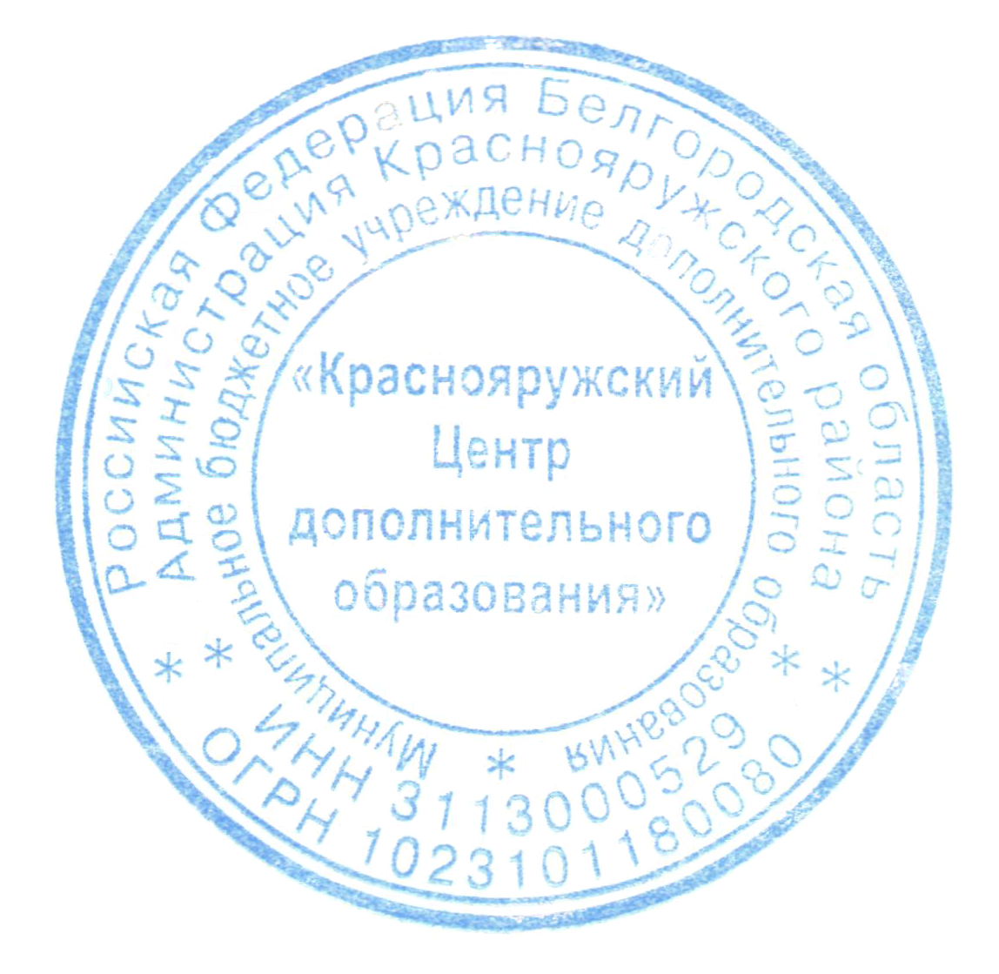 Российская Федерация Белгородская область
Администрация Краснояружского района
Муниципальное бюджетное учреждение дополнительного образования
«Краснояружский
Центр
дополнительного
образования»
* ИНН 3113000529 *
* ОГРН 1023101180080 *
*